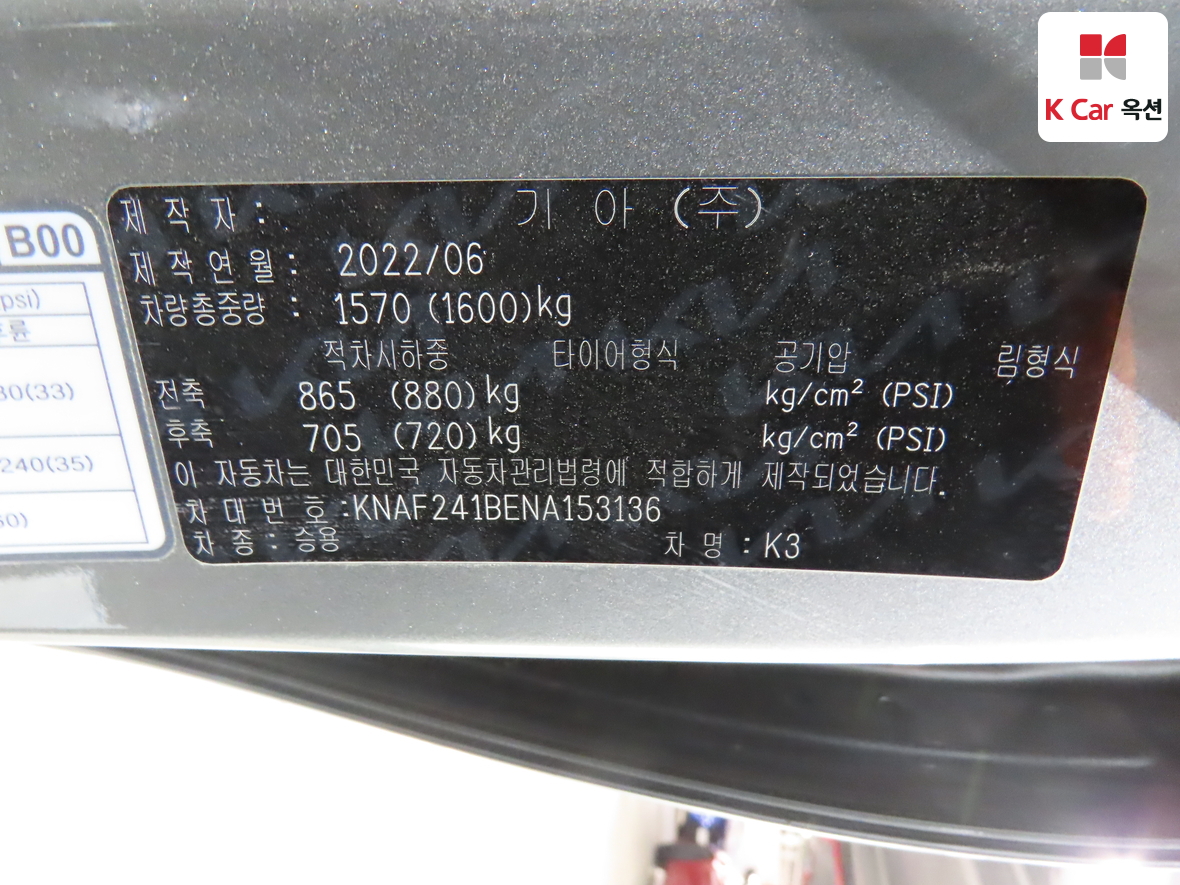 K Car 옥션
B00
psi)
후륜
30(33)
240(35)
제 작 자 : 기 아 (주)
제 작 연 월 : 2022/06
차량총중량 : 1570 (1600)kg
적차시하중 타이어형식 공기압 림형식
전축 865 (880)kg kg/cm² (PSI)
후축 705 (720)kg kg/cm² (PSI)
이 자동차는 대한민국 자동차관리법령에 적합하게 제작되었습니다.
차 대 번 호 :KNAF241BENA153136
차 종 : 승용 차 명 : K3